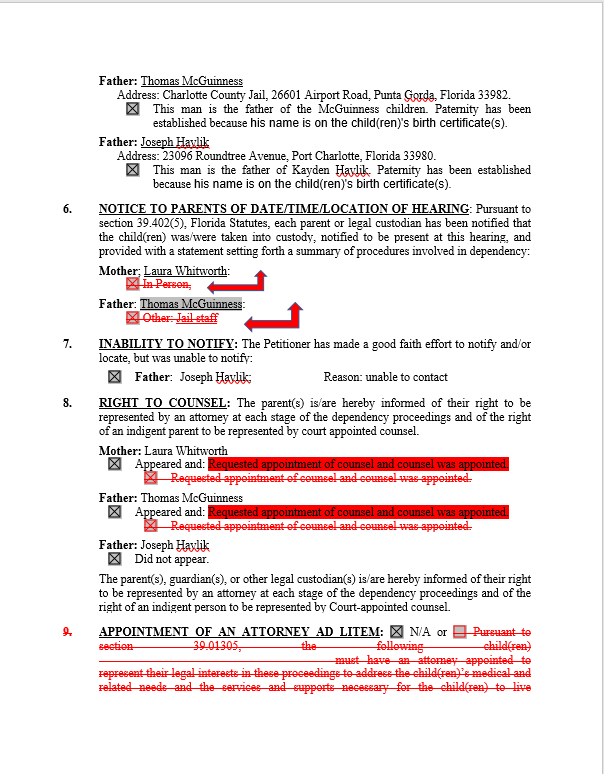 Father: Thomas McGuinness
Address: Charlotte County Jail, 26601 Airport Road, Punta Gorda, Florida 33982.
This man is the father of the McGuinness children. Paternity has been
established because his name is on the child(ren)'s birth certificate(s).
Father: Joseph Havlik
Address: 23096 Roundtree Avenue, Port Charlotte, Florida 33980.
This man is the father of Kayden Havlik. Paternity has been established
because his name is on the child(ren)'s birth certificate(s).
6. NOTICE TO PARENTS OF DATE/TIME/LOCATION OF HEARING: Pursuant to
section 39.402(5), Florida Statutes, each parent or legal custodian has been notified that
the child(ren) was/were taken into custody, notified to be present at this hearing, and
provided with a statement setting forth a summary of procedures involved in dependency:
Mother: Laura Whitworth:
In Person,
Father: Thomas McGuinness:
Other: Jail staff
7. INABILITY TO NOTIFY: The Petitioner has made a good faith effort to notify and/or
locate, but was unable to notify:
Father: Joseph Havlik: Reason: unable to contact
8. RIGHT TO COUNSEL: The parent(s) is/are hereby informed of their right to be
represented by an attorney at each stage of the dependency proceedings and of the right
of an indigent parent to be represented by court appointed counsel.
Mother: Laura Whitworth
Appeared and: Requested appointment of counsel and counsel was appointed.
Requested appointment of counsel and counsel was appointed.
Father: Thomas McGuinness
Appeared and: Requested appointment of counsel and counsel was appointed.
Requested appointment of counsel and counsel was appointed.
Father: Joseph Havlik
Did not appear.
The parent(s), guardian(s), or other legal custodian(s) is/are hereby informed of their right
to be represented by an attorney at each stage of the dependency proceedings and of the
right of an indigent person to be represented by Court-appointed counsel.
9. APPOINTMENT OF AN ATTORNEY AD LITEM: N/A or Pursuant to
section 39.01305, the following child(ren)
must have an attorney appointed to
represent their legal interests in these proceedings to address the child(ren)'s medical and
related needs and the services and supports necessary for the child(ren) to live